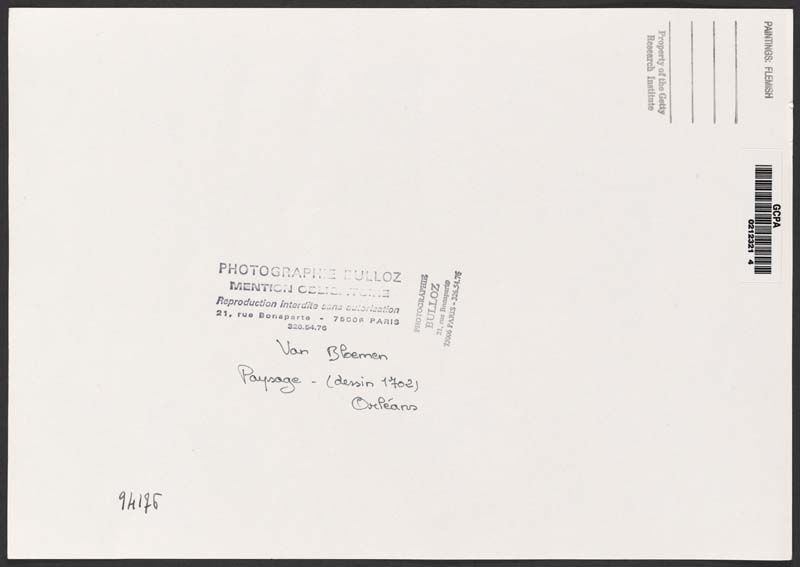 PAINTINGS: FLEMISH
Property of the Getty
Research Institute
GCPA
0212321 4
PHOTOGRAPHIE BULLOZ
MENTION OBLIGATOIRE
Reproduction interdite sans autorisation
21, rue Bonaparte - 75006 PARIS
326.54.76
PHOTOGRAPHIE
BULLOZ
21, rue Bonaparte
75006 PARIS - 326.54.76
Van Bloemen
Paysage - (dessin 1702)
Orléans
94176